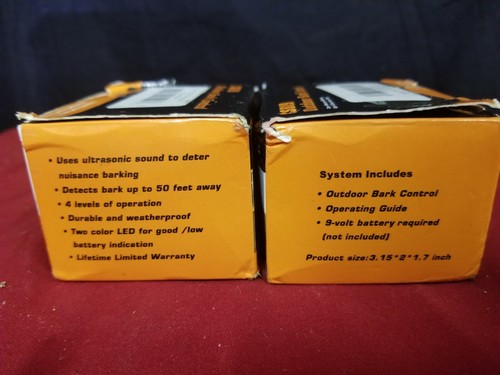 • Uses ultrasonic sound to deter
nuisance barking
• Detects bark up to 50 feet away
• 4 levels of operation
• Durable and weatherproof
• Two color LED for good /low
battery indication
• Lifetime Limited Warranty
System Includes
• Outdoor Bark Control
• Operating Guide
• 9-volt battery required
(not included)
Product size:3.15*2*1.7 inch